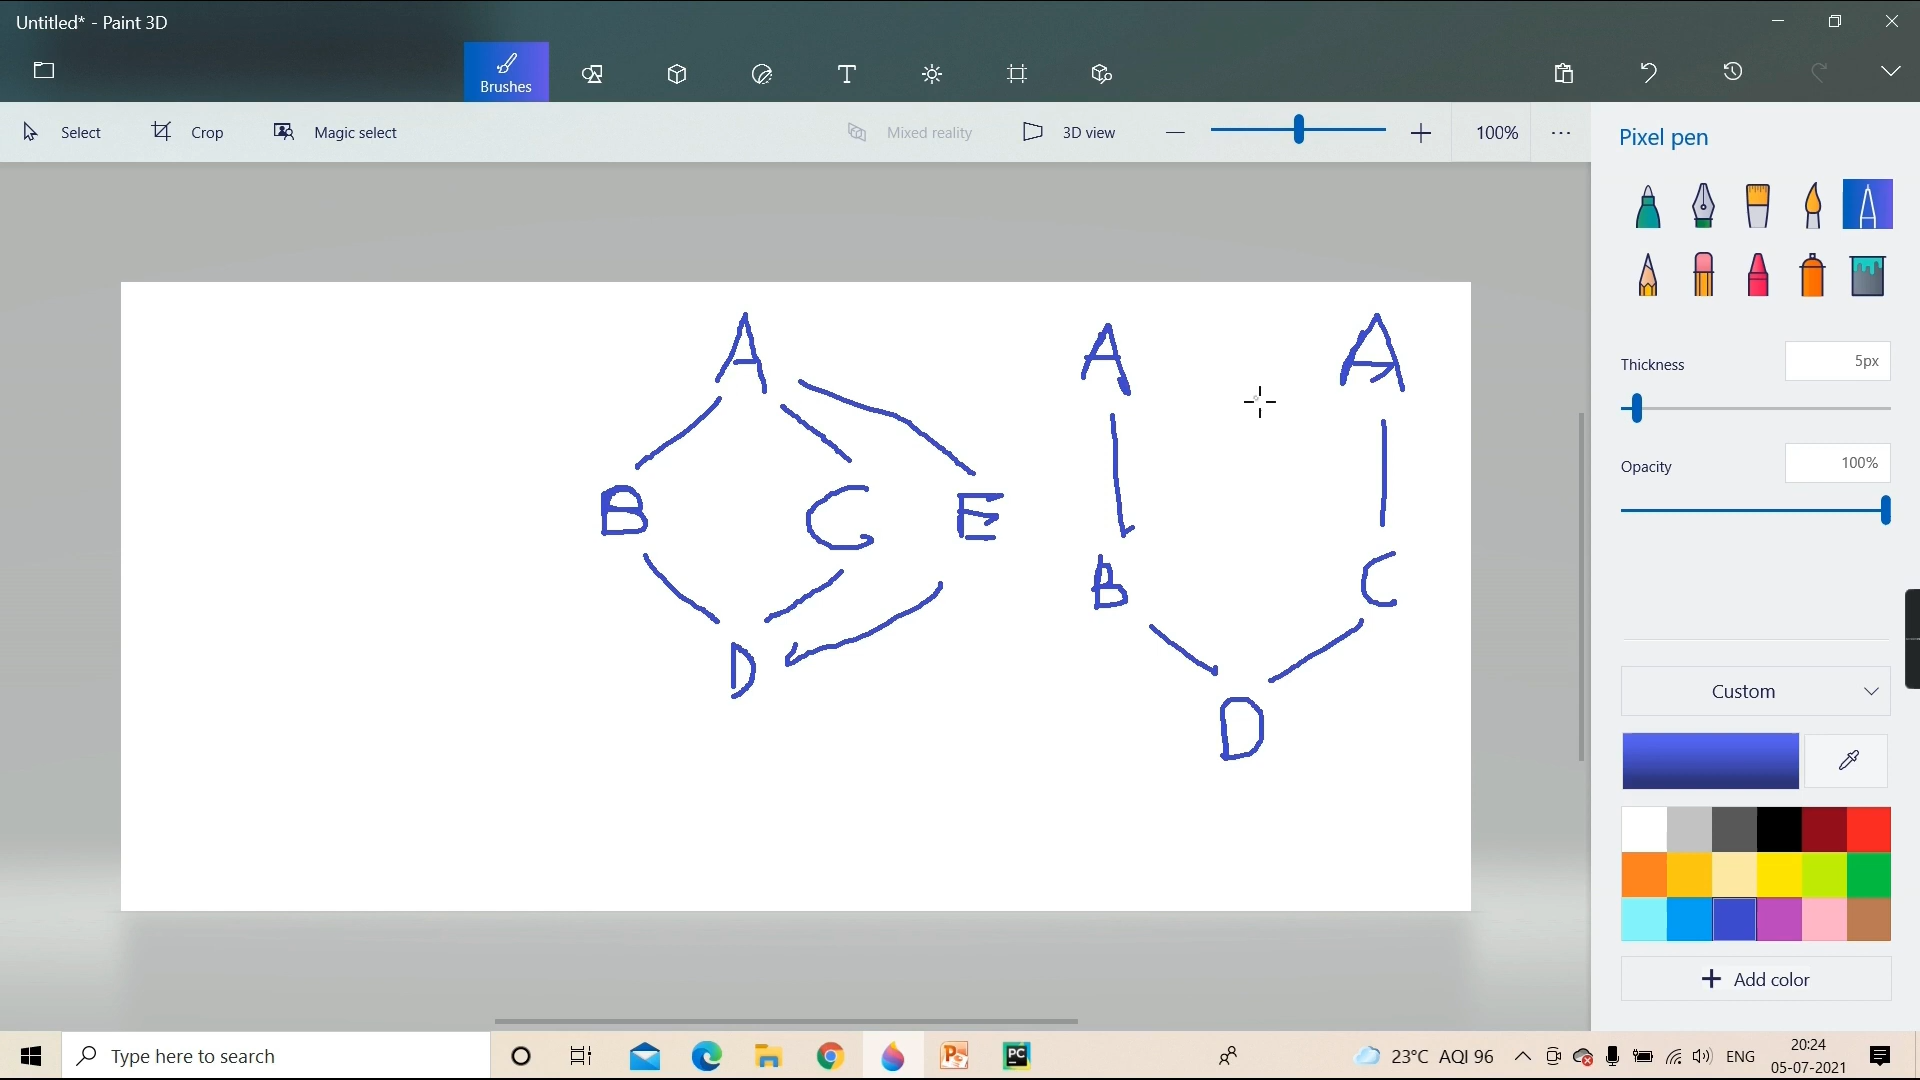 Untitled* - Paint 3D
Brushes
Select Crop Magic select Mixed reality 3D view 100%
Pixel pen
Thickness 5px
Opacity 100%
A A A
B C E
B C
D
D
Custom
Add color
Type here to search
23°C AQI 96 ENG 20:24
05-07-2021